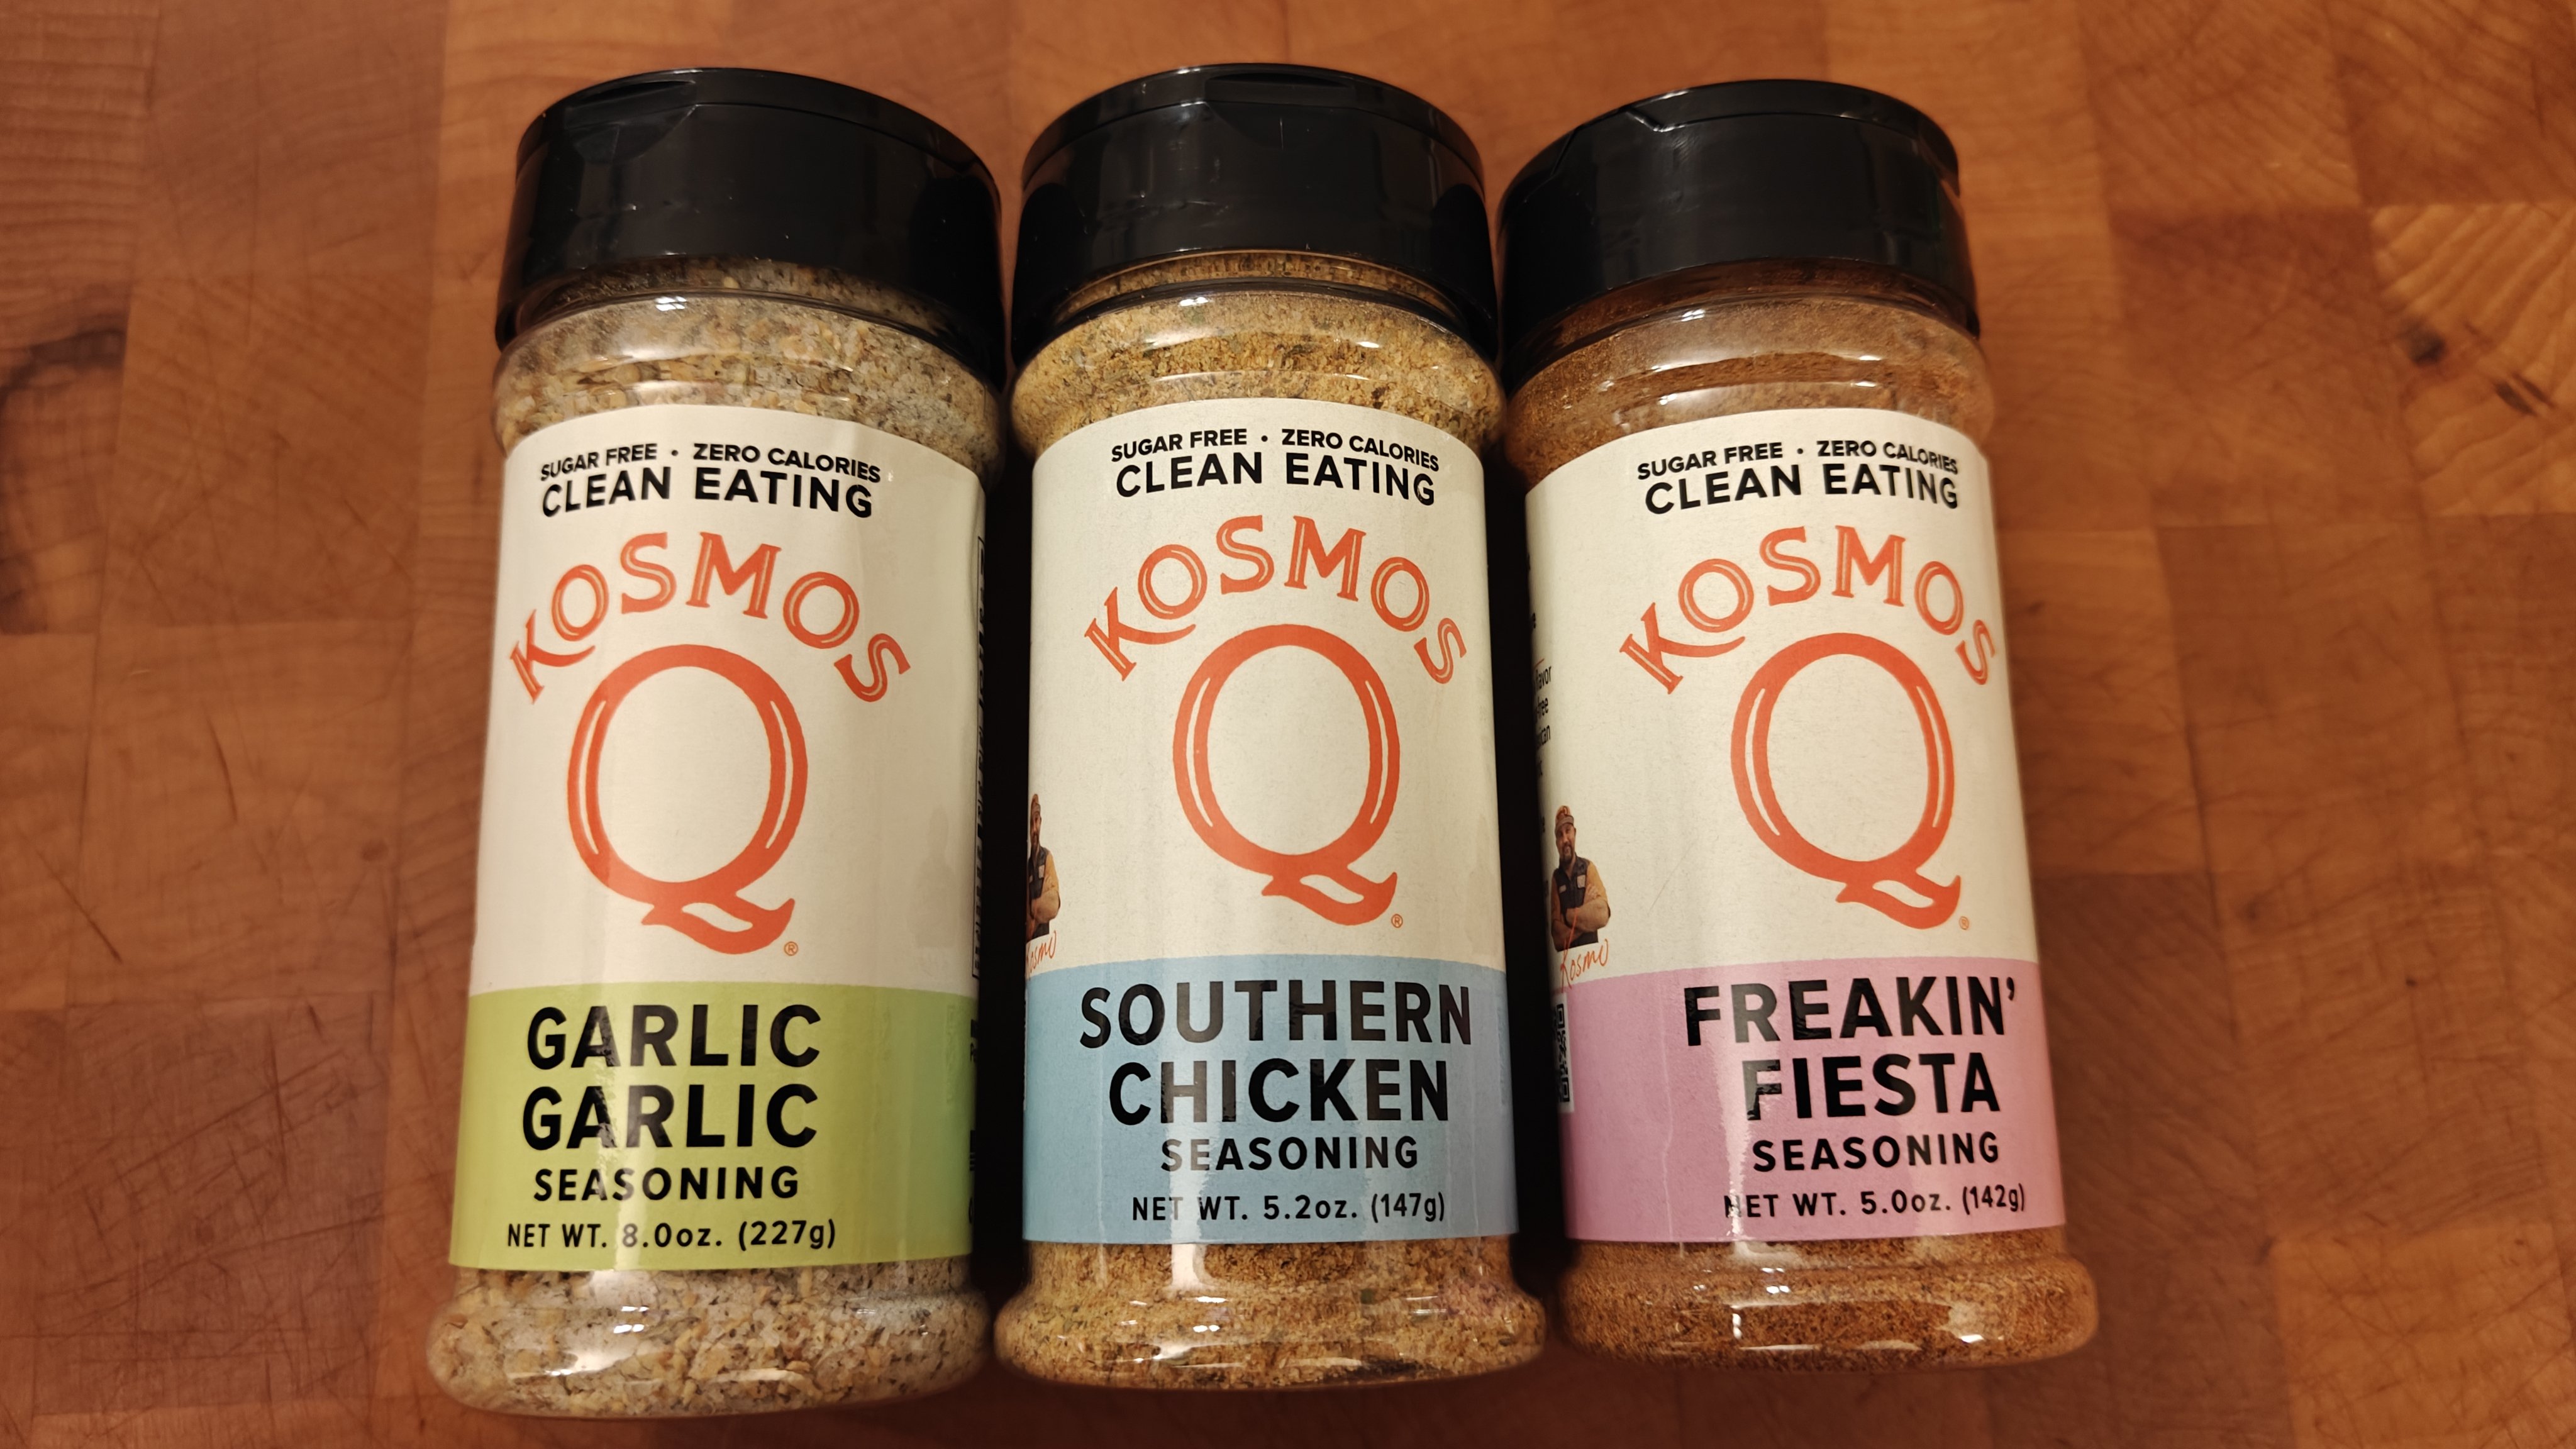 SUGAR FREE • ZERO CALORIES
CLEAN EATING
KOSMOS
Q®
GARLIC
GARLIC
SEASONING
NET WT. 8.0oz. (227g)
SUGAR FREE • ZERO CALORIES
CLEAN EATING
KOSMOS
Q®
SOUTHERN
CHICKEN
SEASONING
NET WT. 5.2oz. (147g)
SUGAR FREE • ZERO CALORIES
CLEAN EATING
KOSMOS
Q®
Kosmo
FREAKIN'
FIESTA
SEASONING
NET WT. 5.0oz. (142g)